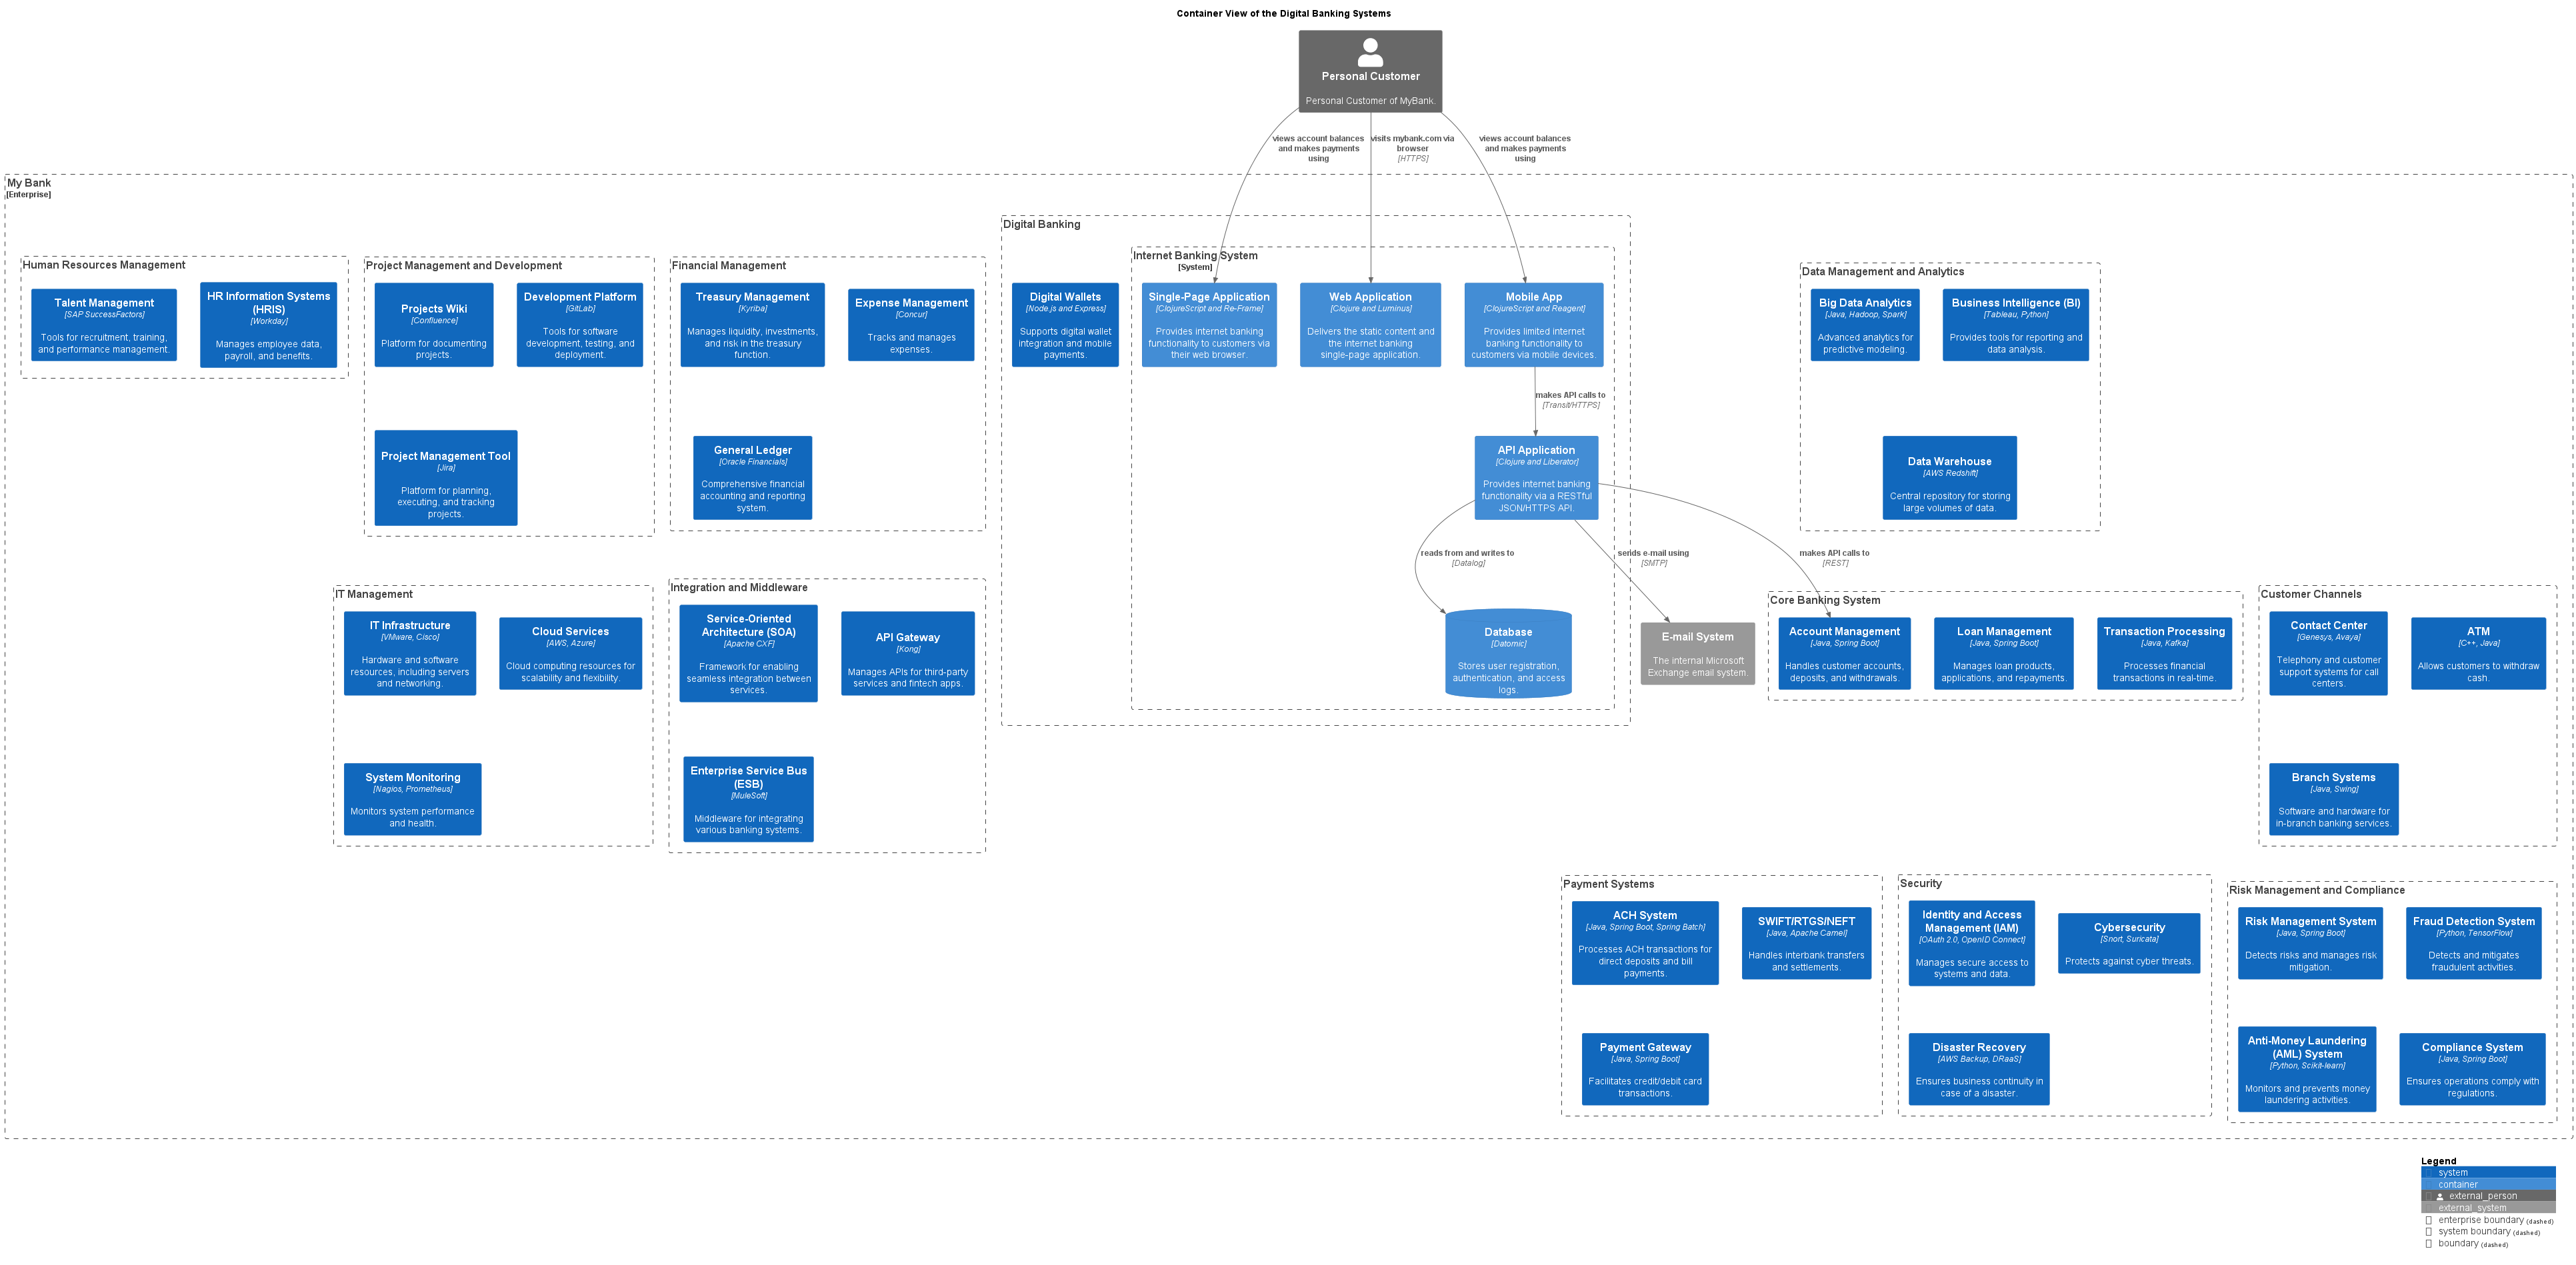 Container View of the Digital Banking Systems
Personal Customer
Personal Customer of MyBank.
views account balances
and makes payments
using
visits mybank.com via
browser
[HTTPS]
views account balances
and makes payments
using
My Bank
[Enterprise]
Human Resources Management
Talent Management
[SAP SuccessFactors]
Tools for recruitment, training,
and performance management.
HR Information Systems
(HRIS)
[Workday]
Manages employee data,
payroll, and benefits.
Project Management and Development
Projects Wiki
[Confluence]
Platform for documenting
projects.
Development Platform
[GitLab]
Tools for software
development, testing, and
deployment.
Project Management Tool
[Jira]
Platform for planning,
executing, and tracking
projects.
Financial Management
Treasury Management
[Kyriba]
Manages liquidity, investments,
and risk in the treasury
function.
Expense Management
[Concur]
Tracks and manages
expenses.
General Ledger
[Oracle Financials]
Comprehensive financial
accounting and reporting
system.
Digital Banking
Digital Wallets
[Node.js and Express]
Supports digital wallet
integration and mobile
payments.
Internet Banking System
[System]
Single-Page Application
[ClojureScript and Re-Frame]
Provides internet banking
functionality to customers via
their web browser.
Web Application
[Clojure and Luminus]
Delivers the static content and
the internet banking
single-page application.
Mobile App
[ClojureScript and Reagent]
Provides limited internet
banking functionality to
customers via mobile devices.
makes API calls to
[Transit/HTTPS]
API Application
[Clojure and Liberator]
Provides internet banking
functionality via a RESTful
JSON/HTTPS API.
reads from and writes to
[Datalog]
sends e-mail using
[SMTP]
makes API calls to
[REST]
Database
[Datomic]
Stores user registration,
authentication, and access
logs.
E-mail System
The internal Microsoft
Exchange email system.
Data Management and Analytics
Big Data Analytics
[Java, Hadoop, Spark]
Advanced analytics for
predictive modeling.
Business Intelligence (BI)
[Tableau, Python]
Provides tools for reporting and
data analysis.
Data Warehouse
[AWS Redshift]
Central repository for storing
large volumes of data.
IT Management
IT Infrastructure
[VMware, Cisco]
Hardware and software
resources, including servers
and networking.
Cloud Services
[AWS, Azure]
Cloud computing resources for
scalability and flexibility.
System Monitoring
[Nagios, Prometheus]
Monitors system performance
and health.
Integration and Middleware
Service-Oriented
Architecture (SOA)
[Apache CXF]
Framework for enabling
seamless integration between
services.
API Gateway
[Kong]
Manages APIs for third-party
services and fintech apps.
Enterprise Service Bus
(ESB)
[MuleSoft]
Middleware for integrating
various banking systems.
Core Banking System
Account Management
[Java, Spring Boot]
Handles customer accounts,
deposits, and withdrawals.
Loan Management
[Java, Spring Boot]
Manages loan products,
applications, and repayments.
Transaction Processing
[Java, Kafka]
Processes financial
transactions in real-time.
Customer Channels
Contact Center
[Genesys, Avaya]
Telephony and customer
support systems for call
centers.
ATM
[C++, Java]
Allows customers to withdraw
cash.
Branch Systems
[Java, Swing]
Software and hardware for
in-branch banking services.
Payment Systems
ACH System
[Java, Spring Boot, Spring Batch]
Processes ACH transactions for
direct deposits and bill
payments.
SWIFT/RTGS/NEFT
[Java, Apache Camel]
Handles interbank transfers
and settlements.
Payment Gateway
[Java, Spring Boot]
Facilitates credit/debit card
transactions.
Security
Identity and Access
Management (IAM)
[OAuth 2.0, OpenID Connect]
Manages secure access to
systems and data.
Cybersecurity
[Snort, Suricata]
Protects against cyber threats.
Disaster Recovery
[AWS Backup, DRaaS]
Ensures business continuity in
case of a disaster.
Risk Management and Compliance
Risk Management System
[Java, Spring Boot]
Detects risks and manages risk
mitigation.
Fraud Detection System
[Python, TensorFlow]
Detects and mitigates
fraudulent activities.
Anti-Money Laundering
(AML) System
[Python, Scikit-learn]
Monitors and prevents money
laundering activities.
Compliance System
[Java, Spring Boot]
Ensures operations comply with
regulations.
Legend
system
container
external_person
external_system
enterprise boundary (dashed)
system boundary (dashed)
boundary (dashed)